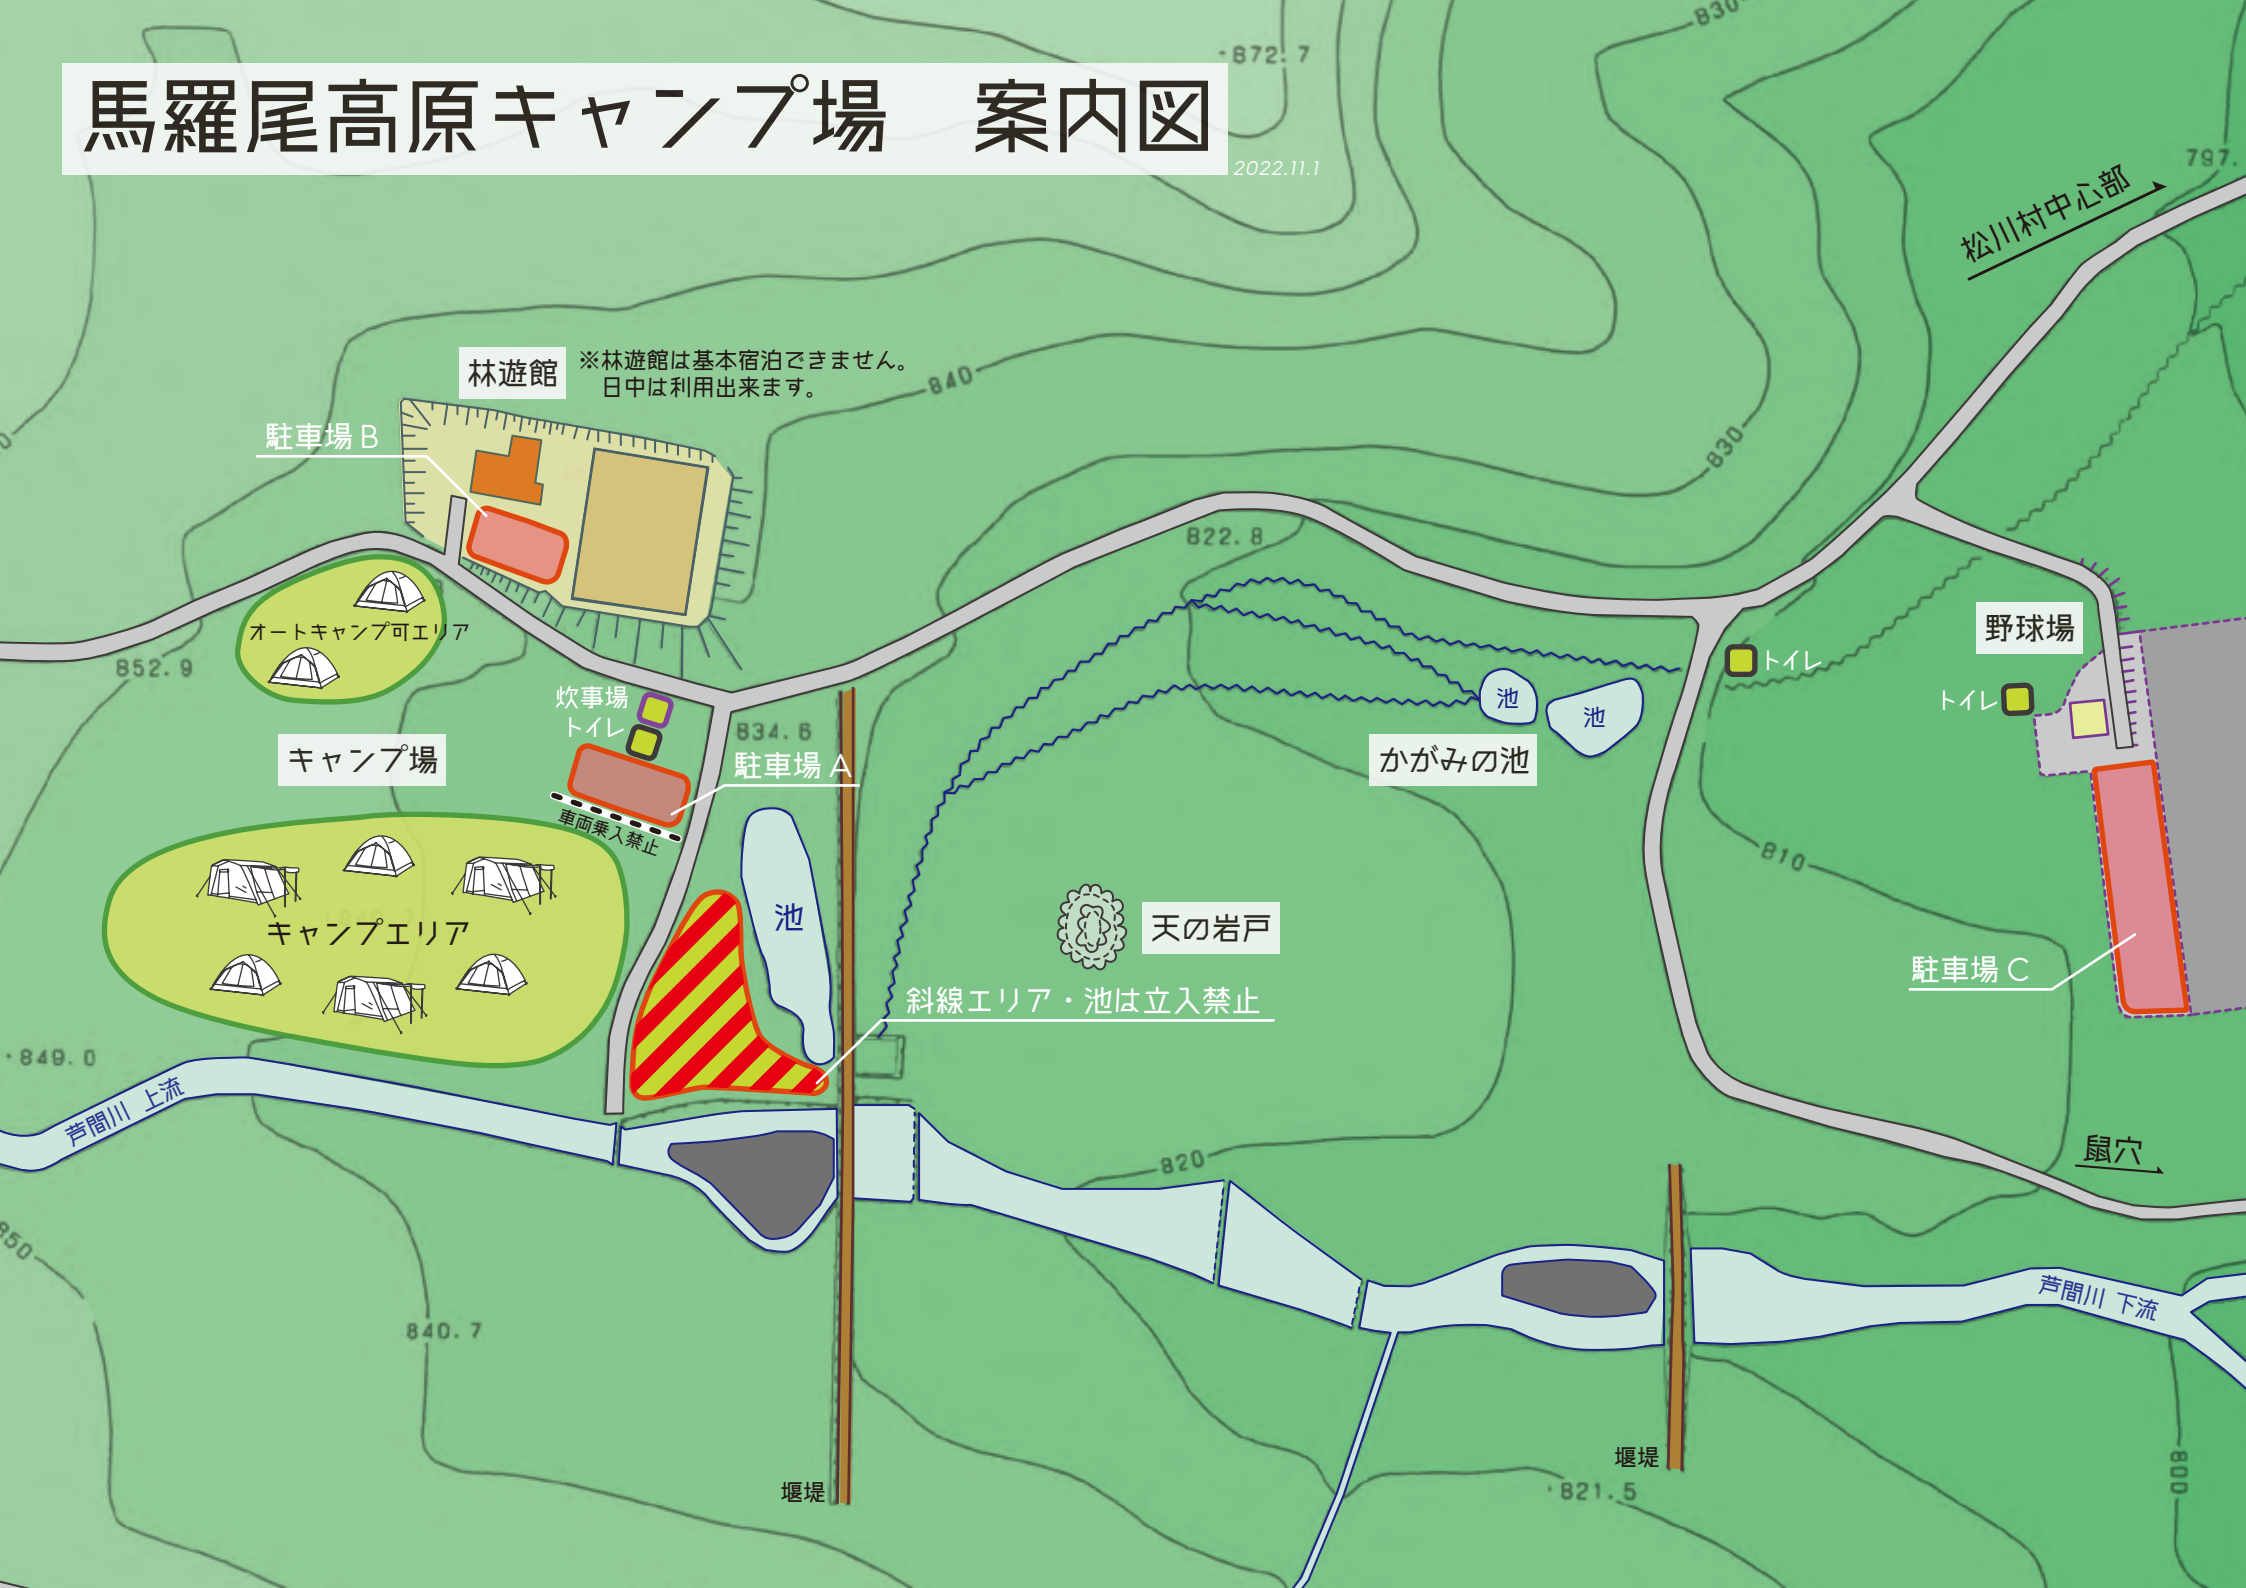 872.7
830
馬羅尾高原キャンプ場　案内図
2022.11.1
797.
松川村中心部
林遊館
※林遊館は基本宿泊できません。
日中は利用出来ます。
840
駐車場 B
830
822.8
オートキャンプ可エリア
野球場
852.9
トイレ
炊事場
トイレ
トイレ
834.6
池
池
キャンプ場
かがみの池
駐車場 A
車両乗入禁止
810
池
キャンプエリア
天の岩戸
駐車場 C
斜線エリア・池は立入禁止
849.0
芦間川 上流
820
鼠穴
850
芦間川 下流
840.7
堰堤
堰堤
821.5
800